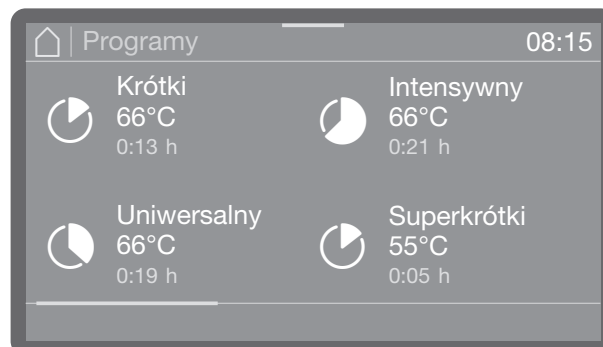 Programy 08:15
Krótki
66°C
0:13 h
Intensywny
66°C
0:21 h
Uniwersalny
66°C
0:19 h
Superkrótki
55°C
0:05 h